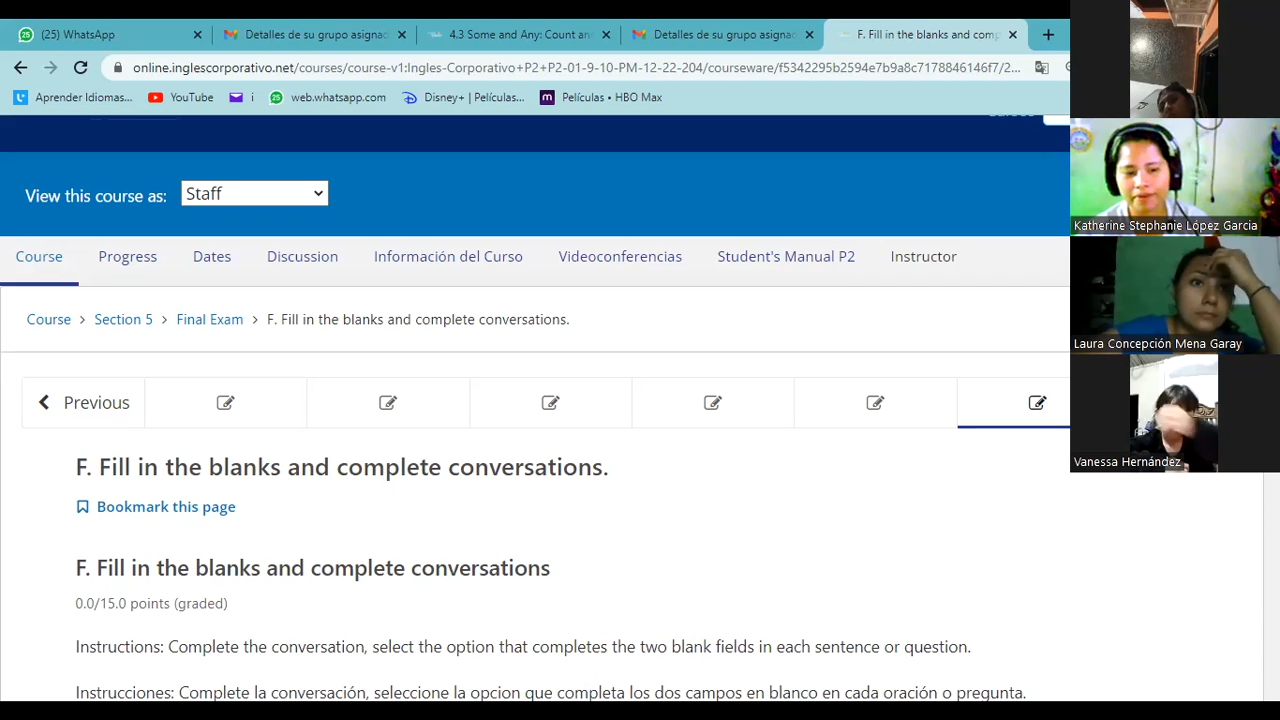 (25) WhatsApp
Detalles de su grupo asignad
4.3 Some and Any: Count an
Detalles de su grupo asignad
F. Fill in the blanks and comp
online.inglescorporativo.net/courses/course-v1:Ingles-Corporativo+P2+P2-01-9-10-PM-12-22-204/courseware/f5342295b2594e7b9a8c7178846146f7/2...
Aprender Idiomas...
YouTube
i
web.whatsapp.com
Disney+ | Películas...
Películas • HBO Max
View this course as:
Staff
Course
Progress
Dates
Discussion
Información del Curso
Videoconferencias
Student's Manual P2
Instructor
Course > Section 5 > Final Exam > F. Fill in the blanks and complete conversations.
Previous
F. Fill in the blanks and complete conversations.
Bookmark this page
F. Fill in the blanks and complete conversations
0.0/15.0 points (graded)
Instructions: Complete the conversation, select the option that completes the two blank fields in each sentence or question.
Instrucciones: Complete la conversación, seleccione la opcion que completa los dos campos en blanco en cada oración o pregunta.
Katherine Stephanie López Garcia
Laura Concepción Mena Garay
Vanessa Hernández